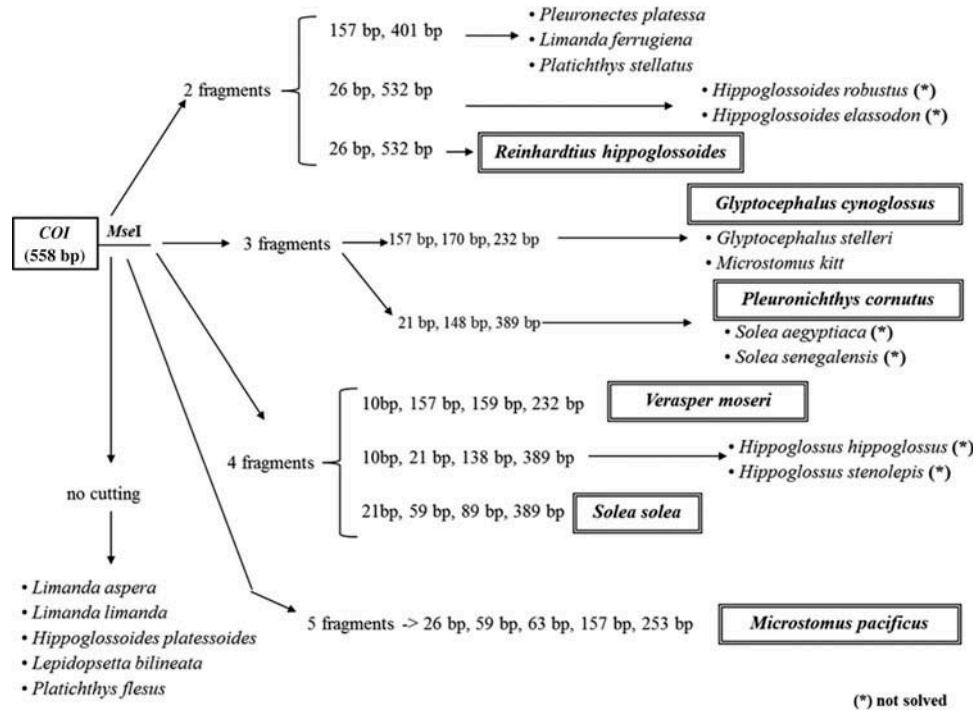 157 bp, 401 bp
• Pleuronectes platessa
• Limanda ferrugiena
• Platichthys stellatus
2 fragments
26 bp, 532 bp
• Hippoglossoides robustus (*)
• Hippoglossoides elassodon (*)
26 bp, 532 bp
Reinhardtius hippoglossoides
COI
(558 bp)
MseI
3 fragments
157 bp, 170 bp, 232 bp
Glyptocephalus cynoglossus
• Glyptocephalus stelleri
• Microstomus kitt
21 bp, 148 bp, 389 bp
Pleuronichthys cornutus
• Solea aegyptiaca (*)
• Solea senegalensis (*)
4 fragments
10bp, 157 bp, 159 bp, 232 bp
Verasper moseri
10bp, 21 bp, 138 bp, 389 bp
• Hippoglossus hippoglossus (*)
• Hippoglossus stenolepis (*)
21bp, 59 bp, 89 bp, 389 bp
Solea solea
no cutting
• Limanda aspera
• Limanda limanda
• Hippoglossoides platessoides
• Lepidopsetta bilineata
• Platichthys flesus
5 fragments -> 26 bp, 59 bp, 63 bp, 157 bp, 253 bp
Microstomus pacificus
(*) not solved